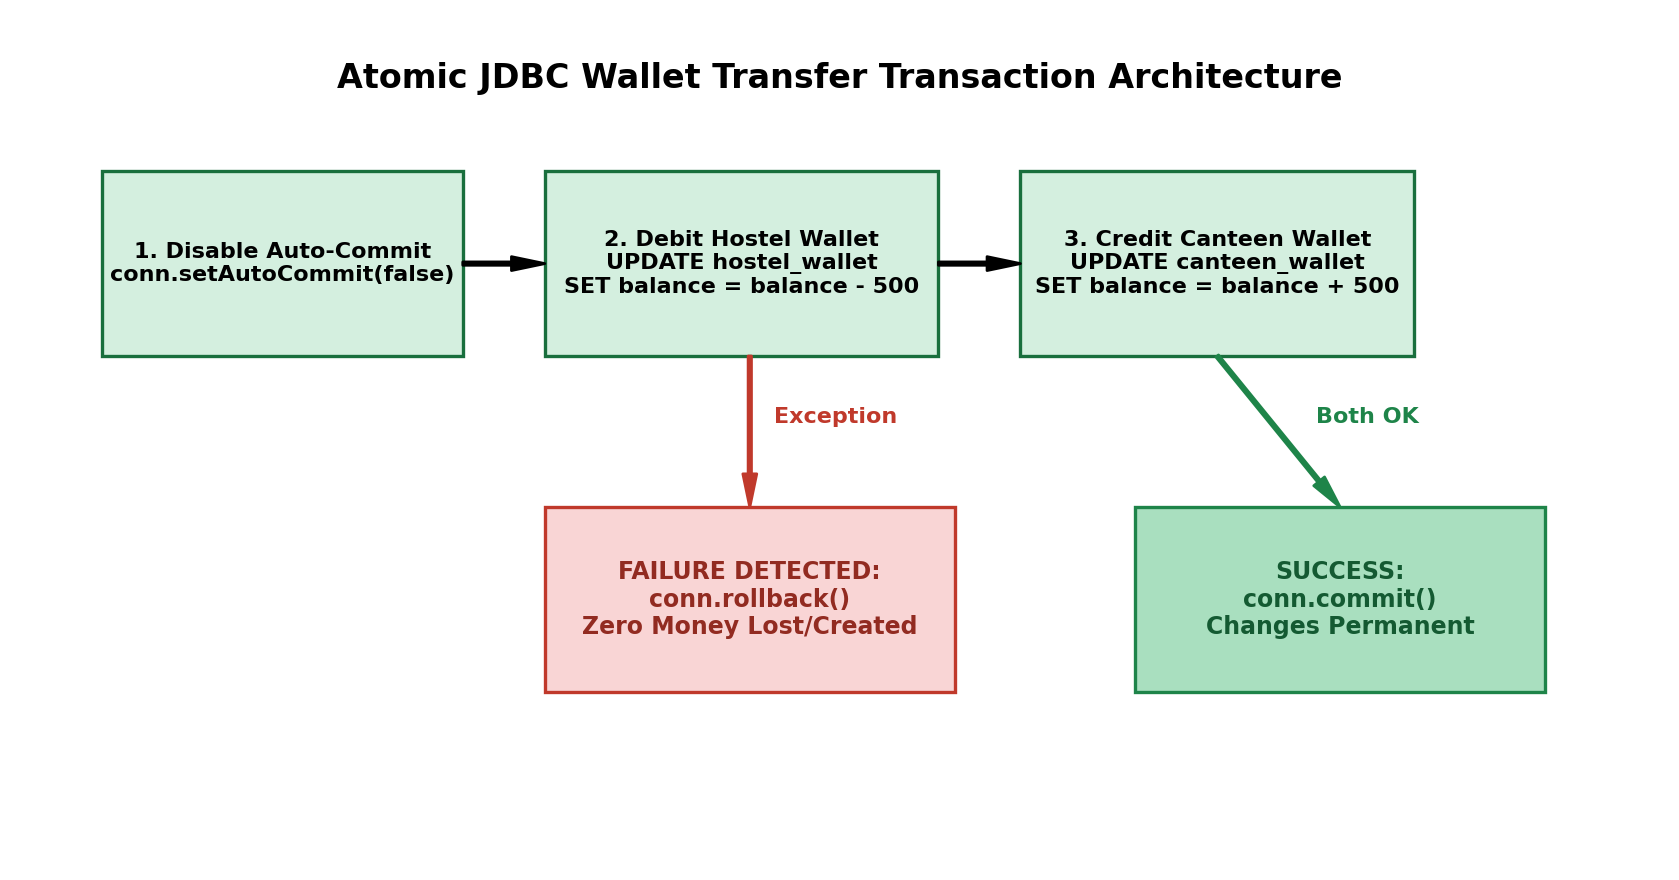 Atomic JDBC Wallet Transfer Transaction Architecture
1. Disable Auto-Commit
conn.setAutoCommit(false)
2. Debit Hostel Wallet
UPDATE hostel_wallet
SET balance = balance - 500
3. Credit Canteen Wallet
UPDATE canteen_wallet
SET balance = balance + 500
Exception
Both OK
FAILURE DETECTED:
conn.rollback()
Zero Money Lost/Created
SUCCESS:
conn.commit()
Changes Permanent